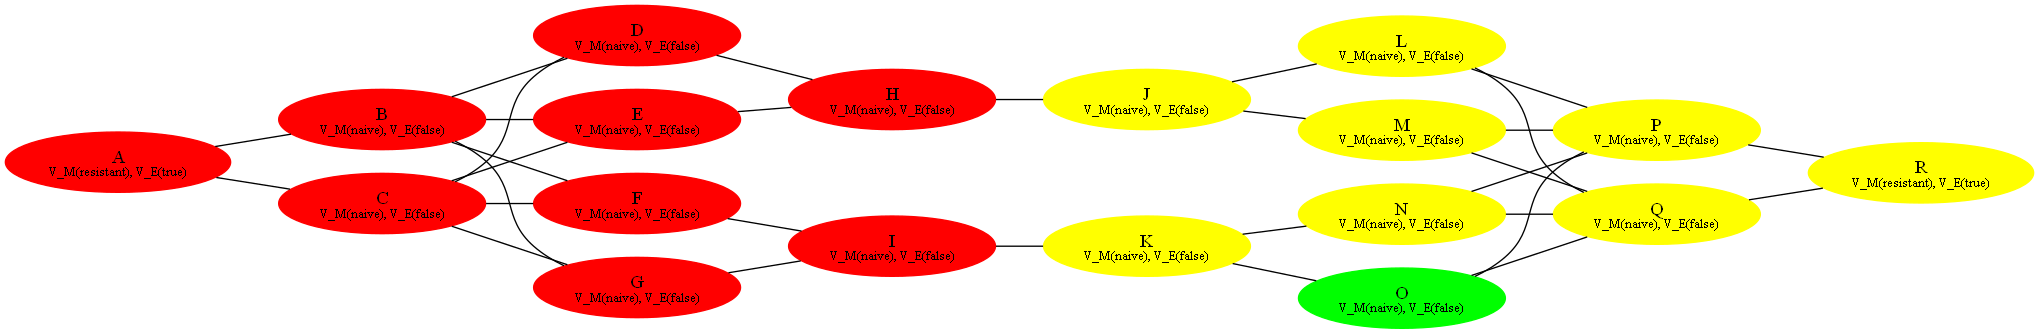 A
V_M(resistant), V_E(true)
B
V_M(naive), V_E(false)
C
V_M(naive), V_E(false)
D
V_M(naive), V_E(false)
E
V_M(naive), V_E(false)
F
V_M(naive), V_E(false)
G
V_M(naive), V_E(false)
H
V_M(naive), V_E(false)
I
V_M(naive), V_E(false)
J
V_M(naive), V_E(false)
K
V_M(naive), V_E(false)
L
V_M(naive), V_E(false)
M
V_M(naive), V_E(false)
N
V_M(naive), V_E(false)
O
V_M(naive), V_E(false)
P
V_M(naive), V_E(false)
Q
V_M(naive), V_E(false)
R
V_M(resistant), V_E(true)